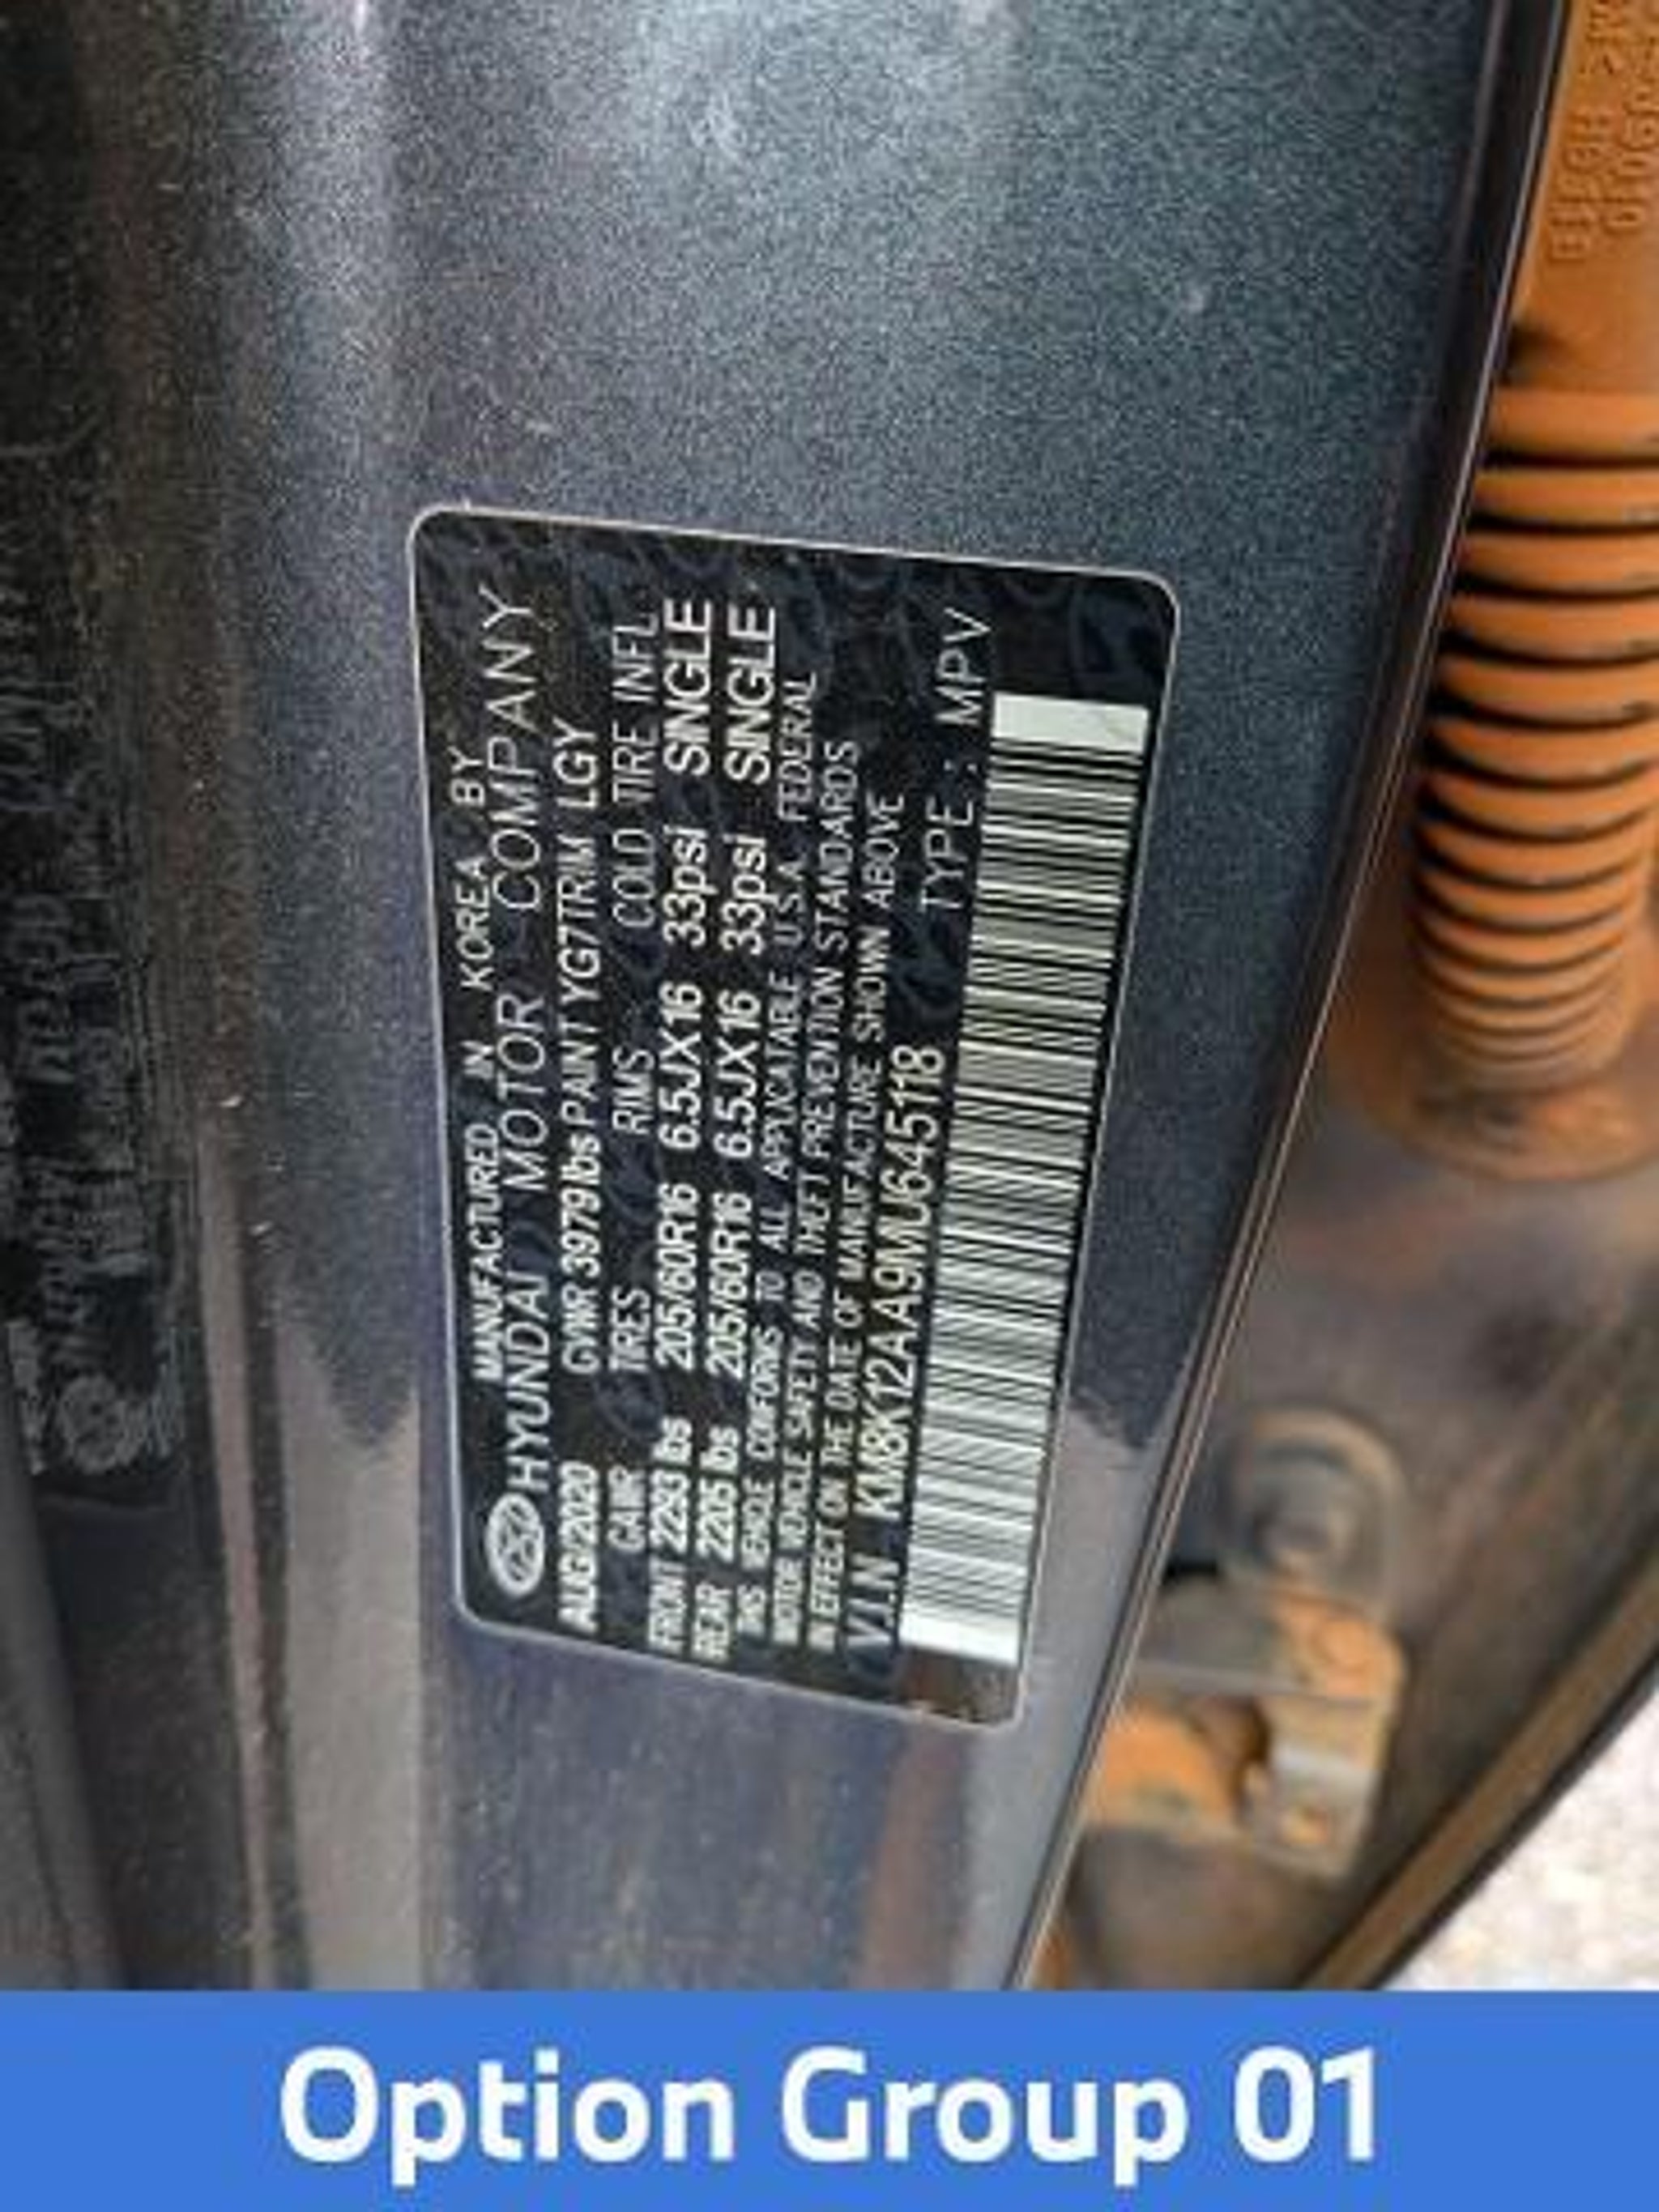 MANUFACTURED IN KOREA BY
HYUNDAI MOTOR COMPANY
AUG/2020 GVWR 3979lbs PAINT YG7TRIM LGY
GAWR TIRES RIMS COLD TIRE INFL.
FRONT 2293 lbs 205/60R16 6.5JX16 33psi SINGLE
REAR 2205 lbs 205/60R16 6.5JX16 33psi SINGLE
THIS VEHICLE CONFORMS TO ALL APPLICATABLE U.S.A. FEDERAL
MOTOR VEHICLE SAFETY AND THEFT PREVENTION STANDARDS
IN EFFECT ON THE DATE OF MANUFACTURE SHOWN ABOVE
VIN KM8K12AA9MU645118 TYPE : MPV
Option Group 01